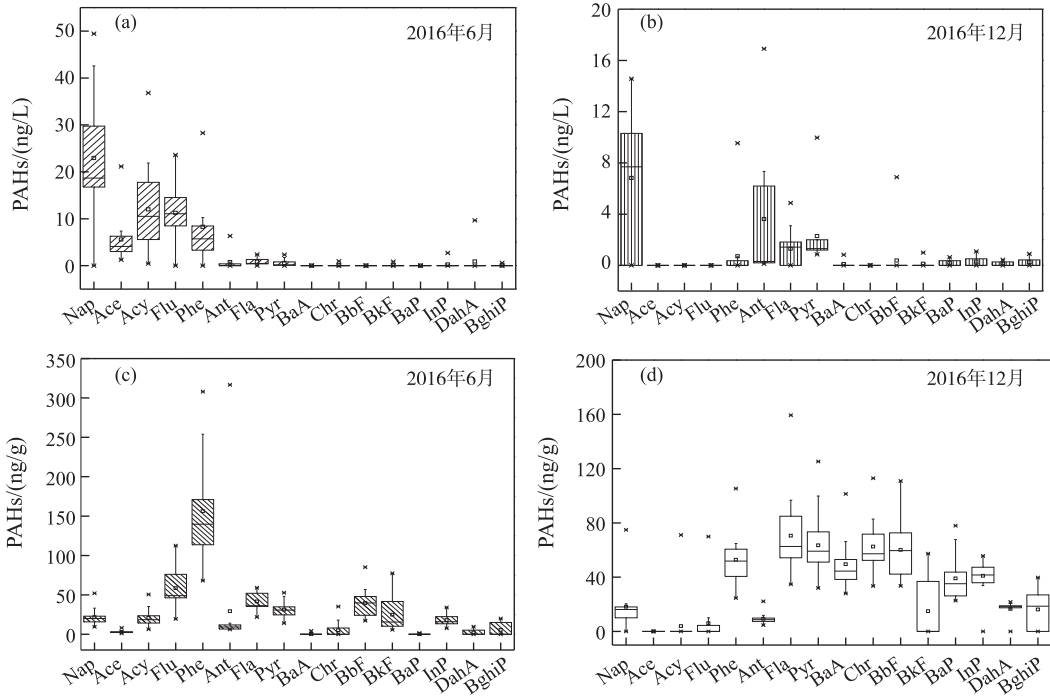 (a)
2016年6月
PAHs/(ng/L)
50
40
30
20
10
0
Nap Ace Acy Flu Phe Ant Fla Pyr BaA Chr BbF BkF BaP InP DahA BghiP
(b)
2016年12月
PAHs/(ng/L)
20
16
12
8
4
0
Nap Ace Acy Flu Phe Ant Fla Pyr BaA Chr BbF BkF BaP InP DahA BghiP
(c)
2016年6月
PAHs/(ng/g)
350
300
250
200
150
100
50
0
Nap Ace Acy Flu Phe Ant Fla Pyr BaA Chr BbF BkF BaP InP DahA BghiP
(d)
2016年12月
PAHs/(ng/g)
200
160
120
80
40
0
Nap Ace Acy Flu Phe Ant Fla Pyr BaA Chr BbF BkF BaP InP DahA BghiP